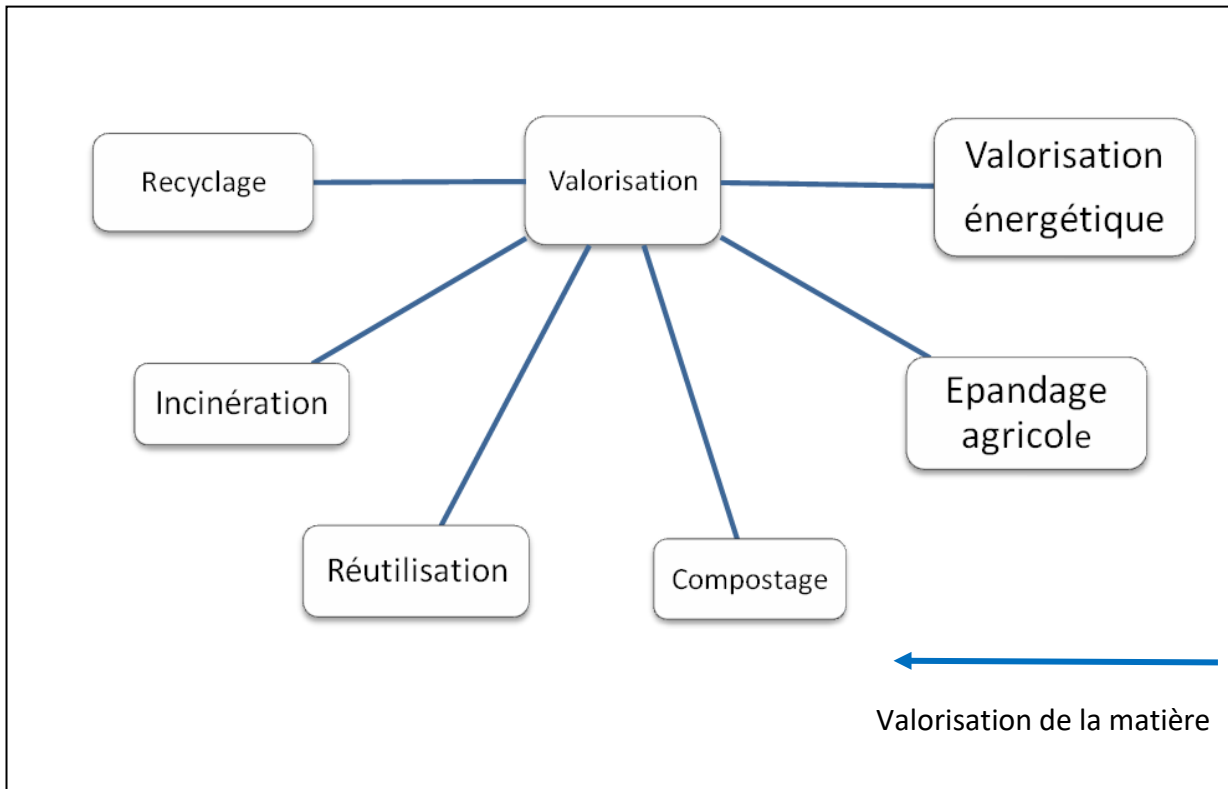 Recyclage
Valorisation
Valorisation
énergétique
Incinération
Epandage
agricole
Réutilisation
Compostage
Valorisation de la matière